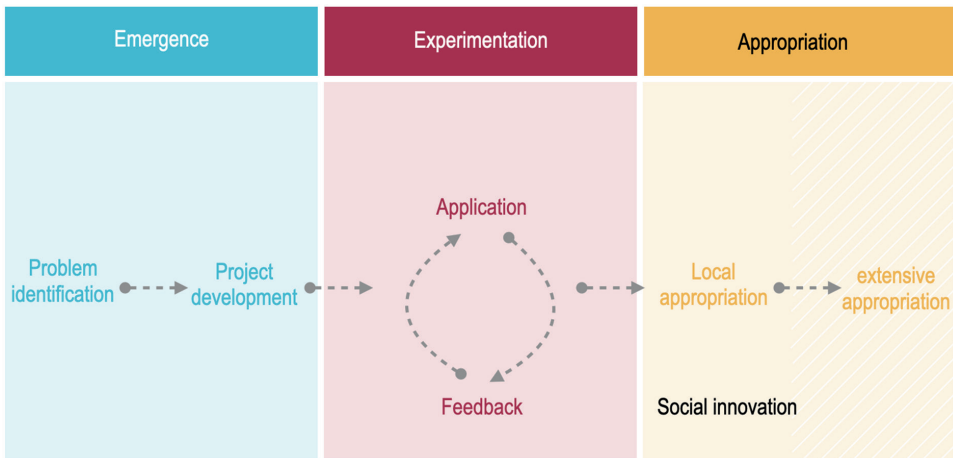 Emergence
Experimentation
Appropriation
Problem
identification
Project
development
Application
Feedback
Local
appropriation
extensive
appropriation
Social innovation